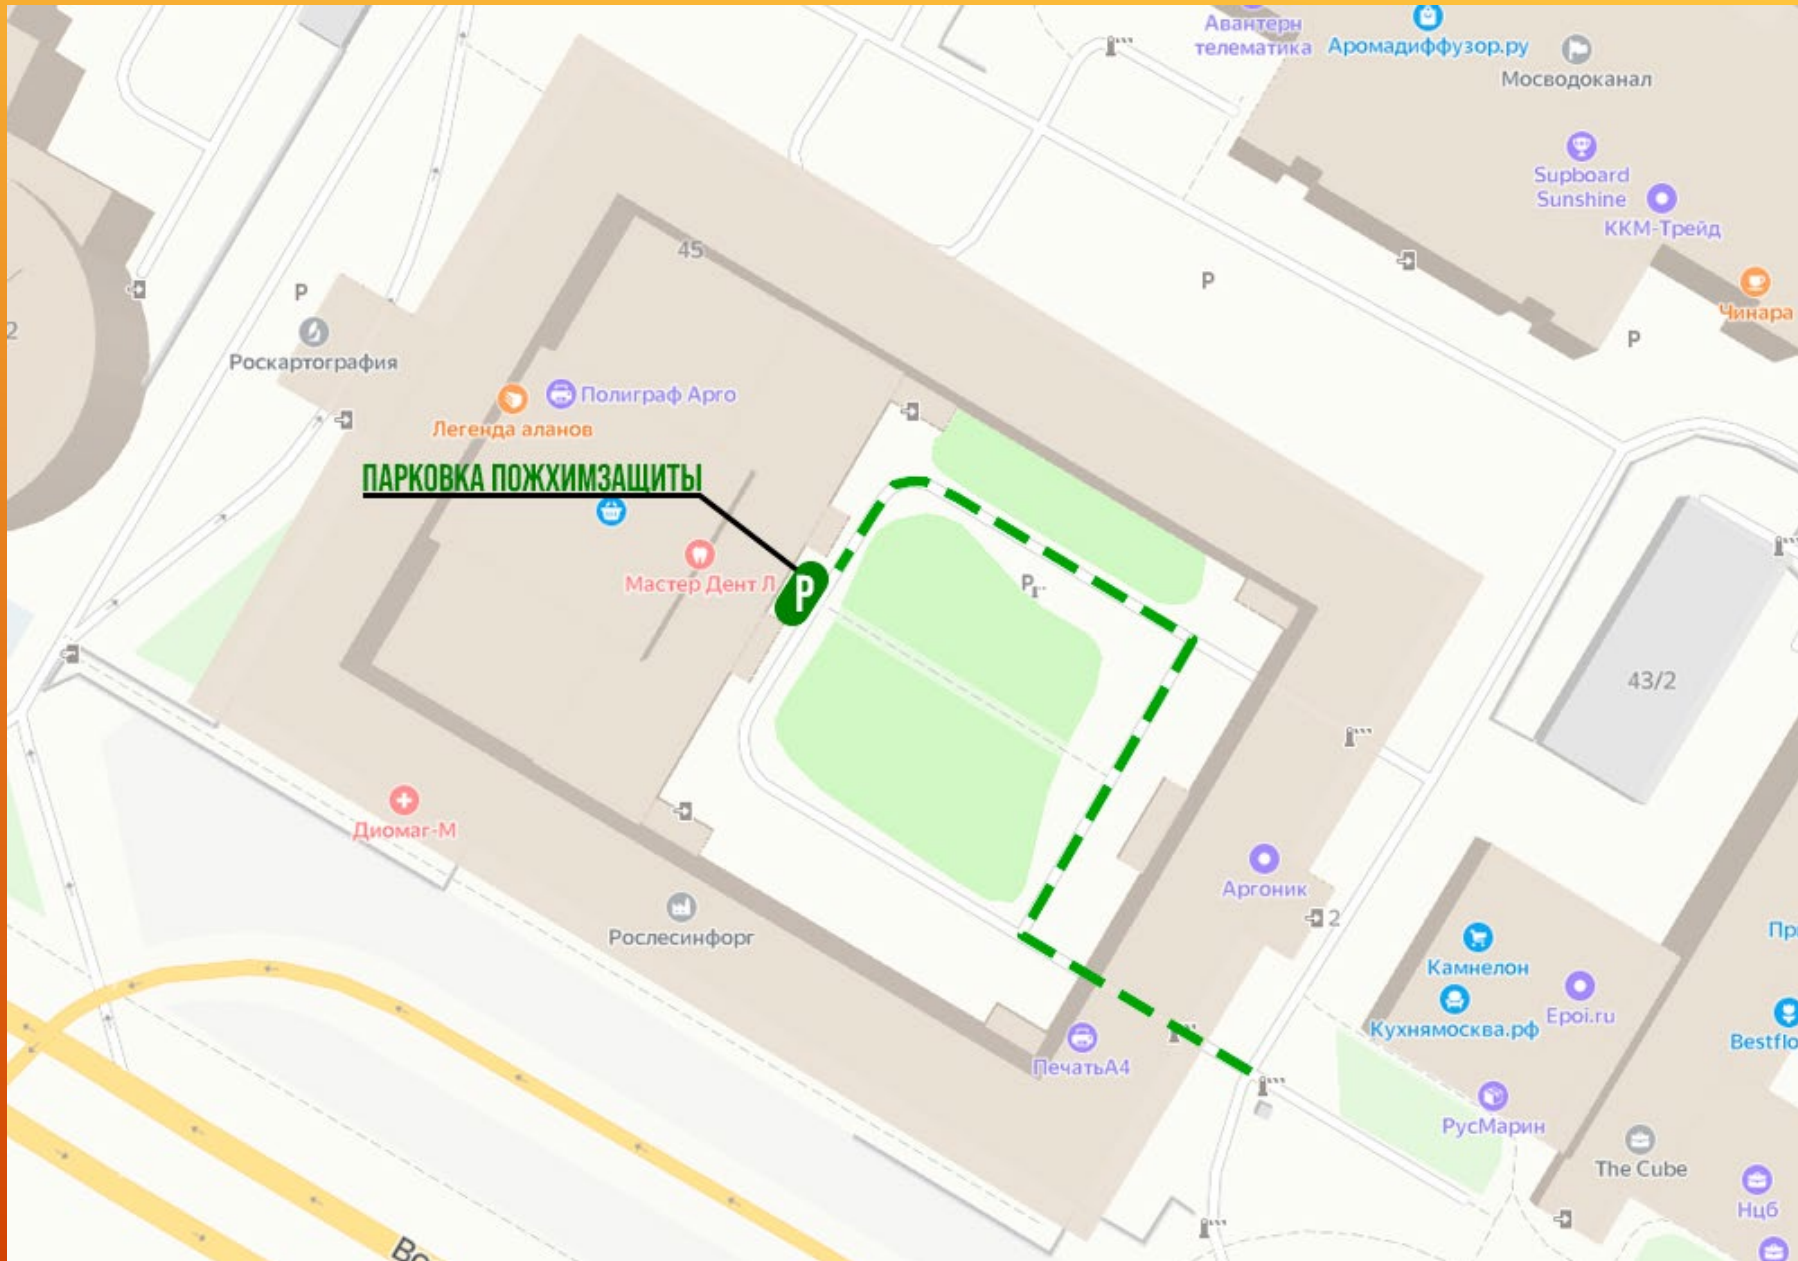 Авантерн
телематика
Аромадиффузор.ру
Мосводоканал
Supboard
Sunshine
ККМ-Трейд
45
P
P
Чинара
P
2
Роскартография
Полиграф Арго
Легенда аланов
ПАРКОВКА ПОЖХИМЗАЩИТЫ
Мастер Дент Л
P
P
43/2
Диомаг-М
Аргоник
2
Рослесинфорг
Камнелон
Кухнямосква.рф
Epoi.ru
ПечатьА4
РусМарин
The Cube
Нцб